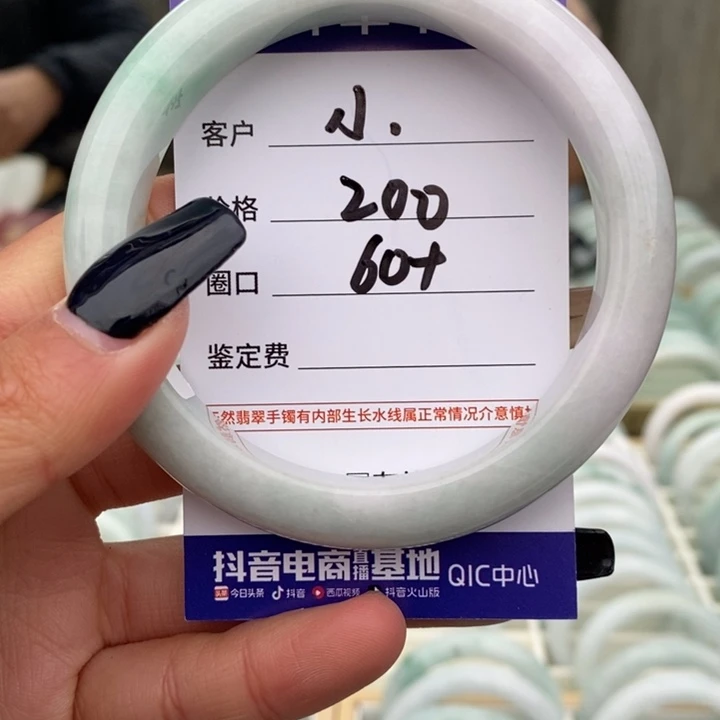 客户 小.
格 200
圈口 60+
鉴定费
然翡翠手镯有内部生长水线属正常情况介意慎
抖音电商直播基地 QIC中心
头条 今日头条 抖音 西瓜视频 抖音火山版